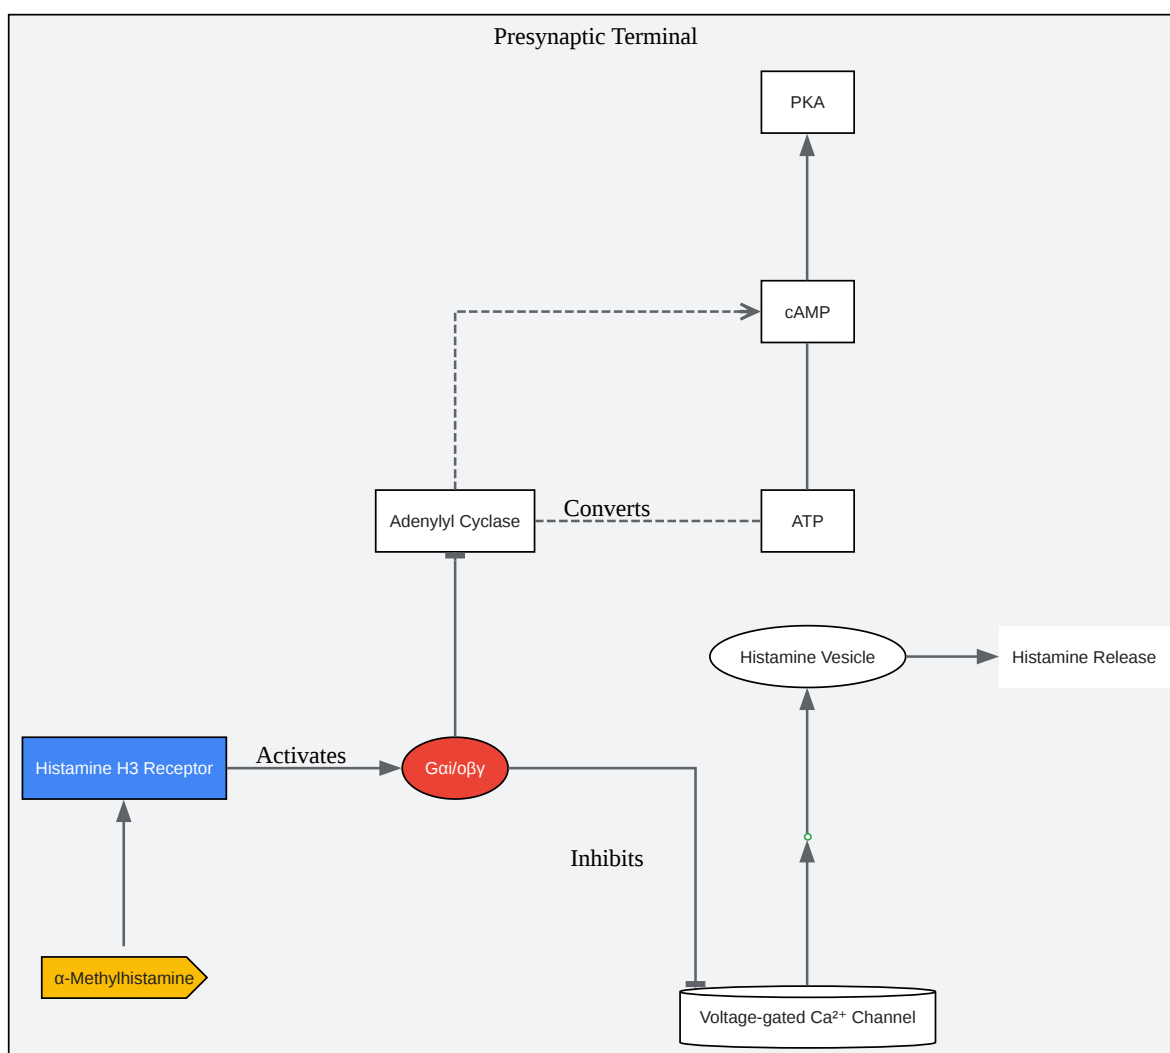 Presynaptic Terminal
PKA
cAMP
Adenylyl Cyclase
Converts
ATP
Histamine Vesicle
Histamine Release
Histamine H3 Receptor
Activates
Gαi/oβγ
Inhibits
α-Methylhistamine
Voltage-gated Ca²⁺ Channel